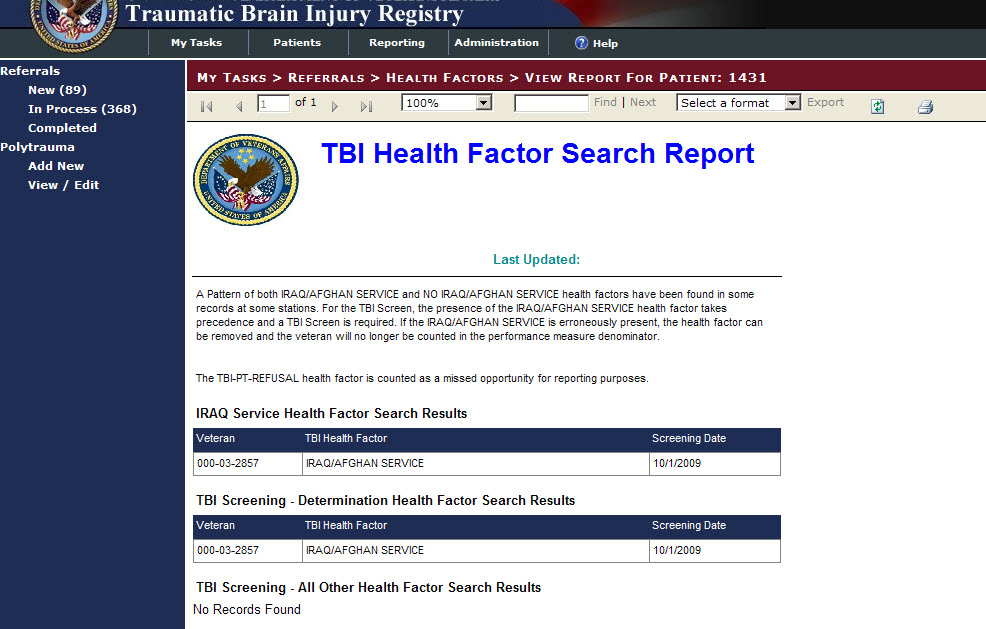 Traumatic Brain Injury Registry
My Tasks
Patients
Reporting
Administration
Help
Referrals
New (89)
In Process (368)
Completed
Polytrauma
Add New
View / Edit
My Tasks > Referrals > Health Factors > View Report For Patient: 1431
1 of 1
100%
Find | Next
Select a format
Export
DEPARTMENT OF VETERANS AFFAIRS
UNITED STATES OF AMERICA
TBI Health Factor Search Report
Last Updated:
A Pattern of both IRAQ/AFGHAN SERVICE and NO IRAQ/AFGHAN SERVICE health factors have been found in some
records at some stations. For the TBI Screen, the presence of the IRAQ/AFGHAN SERVICE health factor takes
precedence and a TBI Screen is required. If the IRAQ/AFGHAN SERVICE is erroneously present, the health factor can
be removed and the veteran will no longer be counted in the performance measure denominator.
The TBI-PT-REFUSAL health factor is counted as a missed opportunity for reporting purposes.
IRAQ Service Health Factor Search Results
Veteran TBI Health Factor Screening Date
000-03-2857 IRAQ/AFGHAN SERVICE 10/1/2009
TBI Screening - Determination Health Factor Search Results
Veteran TBI Health Factor Screening Date
000-03-2857 IRAQ/AFGHAN SERVICE 10/1/2009
TBI Screening - All Other Health Factor Search Results
No Records Found